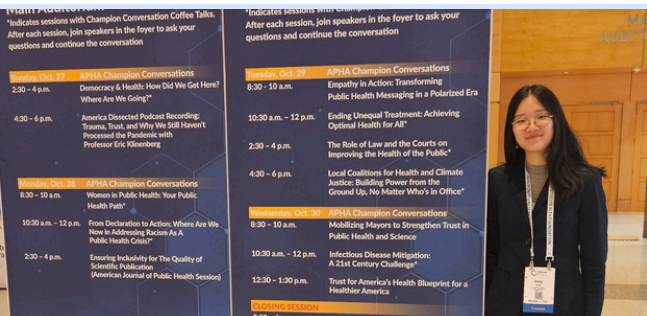 Main Auditorium
*Indicates sessions with Champion Conversation Coffee Talks.
After each session, join speakers in the foyer to ask your
questions and continue the conversation
Sunday, Oct. 27 APHA Champion Conversations
2:30 – 4 p.m. Democracy & Health: How Did We Get Here?
Where Are We Going?*
4:30 – 6 p.m. America Dissected Podcast Recording:
Trauma, Trust, and Why We Still Haven't
Processed the Pandemic with
Professor Eric Klinenberg
Monday, Oct. 28 APHA Champion Conversations
8:30 – 10 a.m. Women in Public Health: Your Public
Health Path*
10:30 a.m. – 12 p.m. From Declaration to Action: Where Are We
Now in Addressing Racism As A
Public Health Crisis?*
2:30 – 4 p.m. Ensuring Inclusivity for The Quality of
Scientific Publication
(American Journal of Public Health Session)
*Indicates sessions with Champion
After each session, join speakers in the foyer to ask your
questions and continue the conversation
Tuesday, Oct. 29 APHA Champion Conversations
8:30 - 10 a.m. Empathy in Action: Transforming
Public Health Messaging in a Polarized Era
10:30 a.m. – 12 p.m. Ending Unequal Treatment: Achieving
Optimal Health for All*
2:30 – 4 p.m. The Role of Law and the Courts on
Improving the Health of the Public*
4:30 – 6 p.m. Local Coalitions for Health and Climate
Justice: Building Power from the
Ground Up, No Matter Who's in Office*
Wednesday, Oct. 30 APHA Champion Conversations
8:30 – 10 a.m. Mobilizing Mayors to Strengthen Trust in
Public Health and Science
10:30 a.m. – 12 p.m. Infectious Disease Mitigation:
A 21st Century Challenge*
12:30 – 1:30 p.m. Trust for America's Health Blueprint for a
Healthier America
CLOSING SESSION